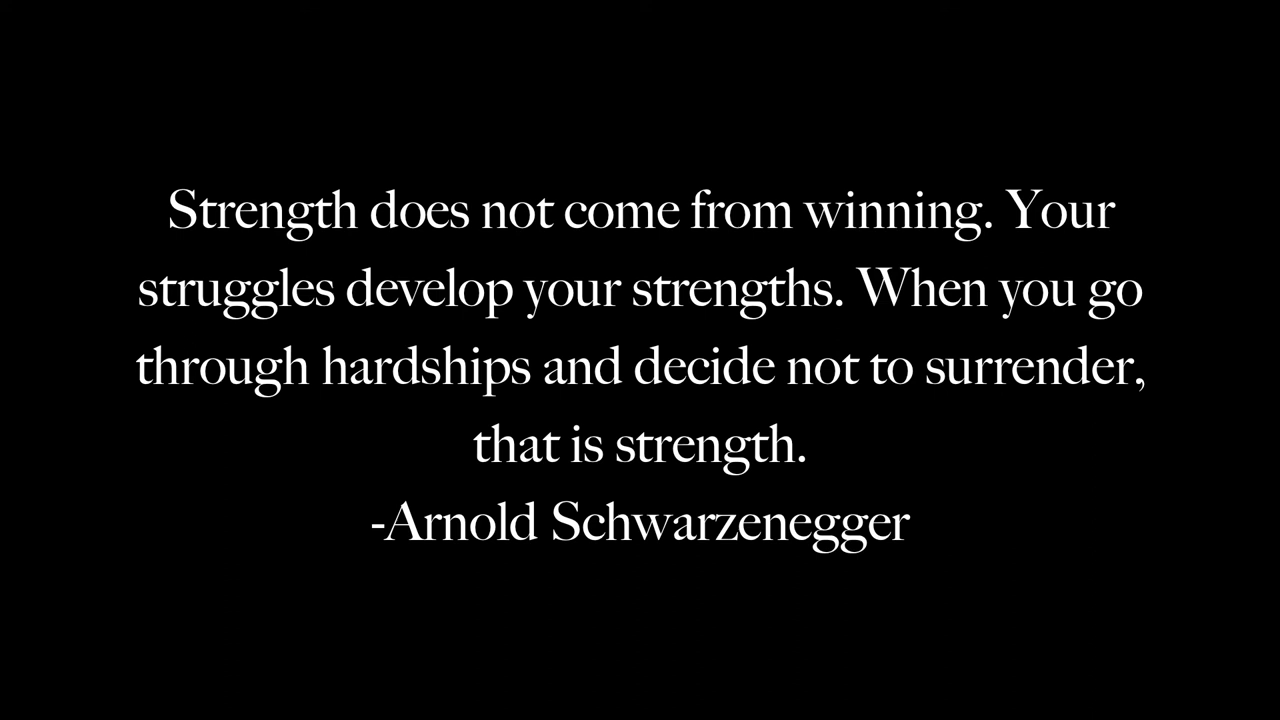 Strength does not come from winning. Your
struggles develop your strengths. When you go
through hardships and decide not to surrender,
that is strength.
-Arnold Schwarzenegger